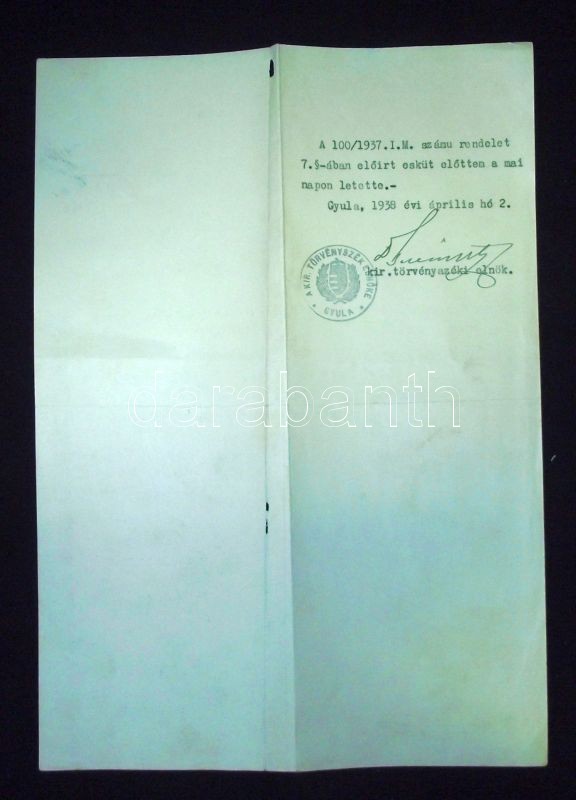 A 100/1937.I.M. számu rendelet
7.§-ában előirt esküt előttem a mai
napon letette.-
Gyula, 1938 évi április hó 2.
kir.törvényszéki elnök.
A KIR. TÖRVÉNYSZÉK ELNÖKE
* GYULA *
darabanth